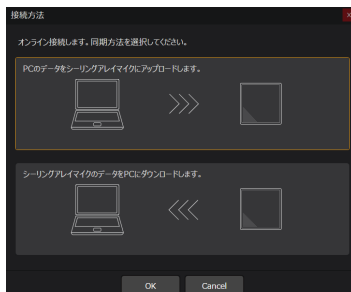 接続方法
オンライン接続します。同期方法を選択してください。
PCのデータをシーリングアレイマイクにアップロードします。
シーリングアレイマイクのデータをPCにダウンロードします。
OK Cancel